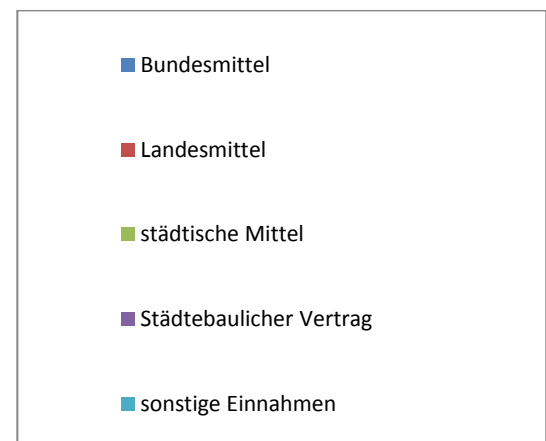 Bundesmittel
Landesmittel
städtische Mittel
Städtebaulicher Vertrag
sonstige Einnahmen